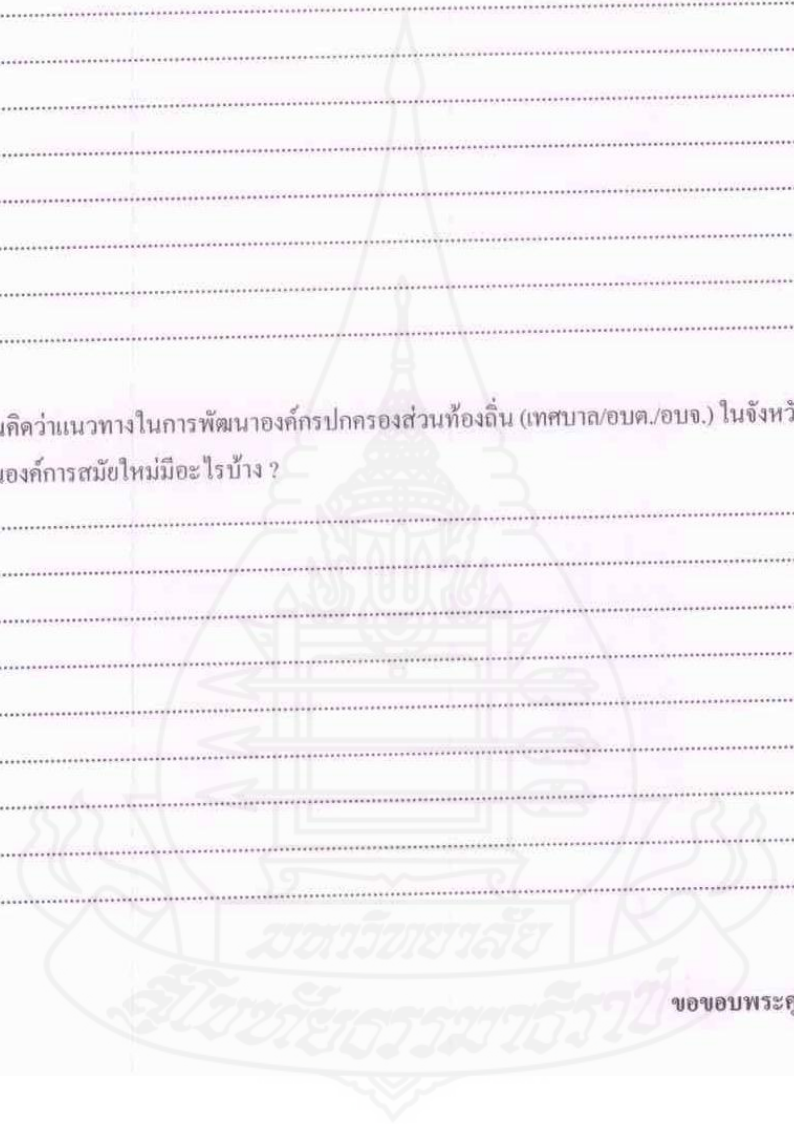 นคิดว่าแนวทางในการพัฒนาองค์กรปกครองส่วนท้องถิ่น (เทศบาล/อบต./อบจ.) ในจังหวั
นองค์การสมัยใหม่มีอะไรบ้าง ?
มหาวิทยาลัย
สุโขทัยธรรมาธิราช
ขอขอบพระคุ